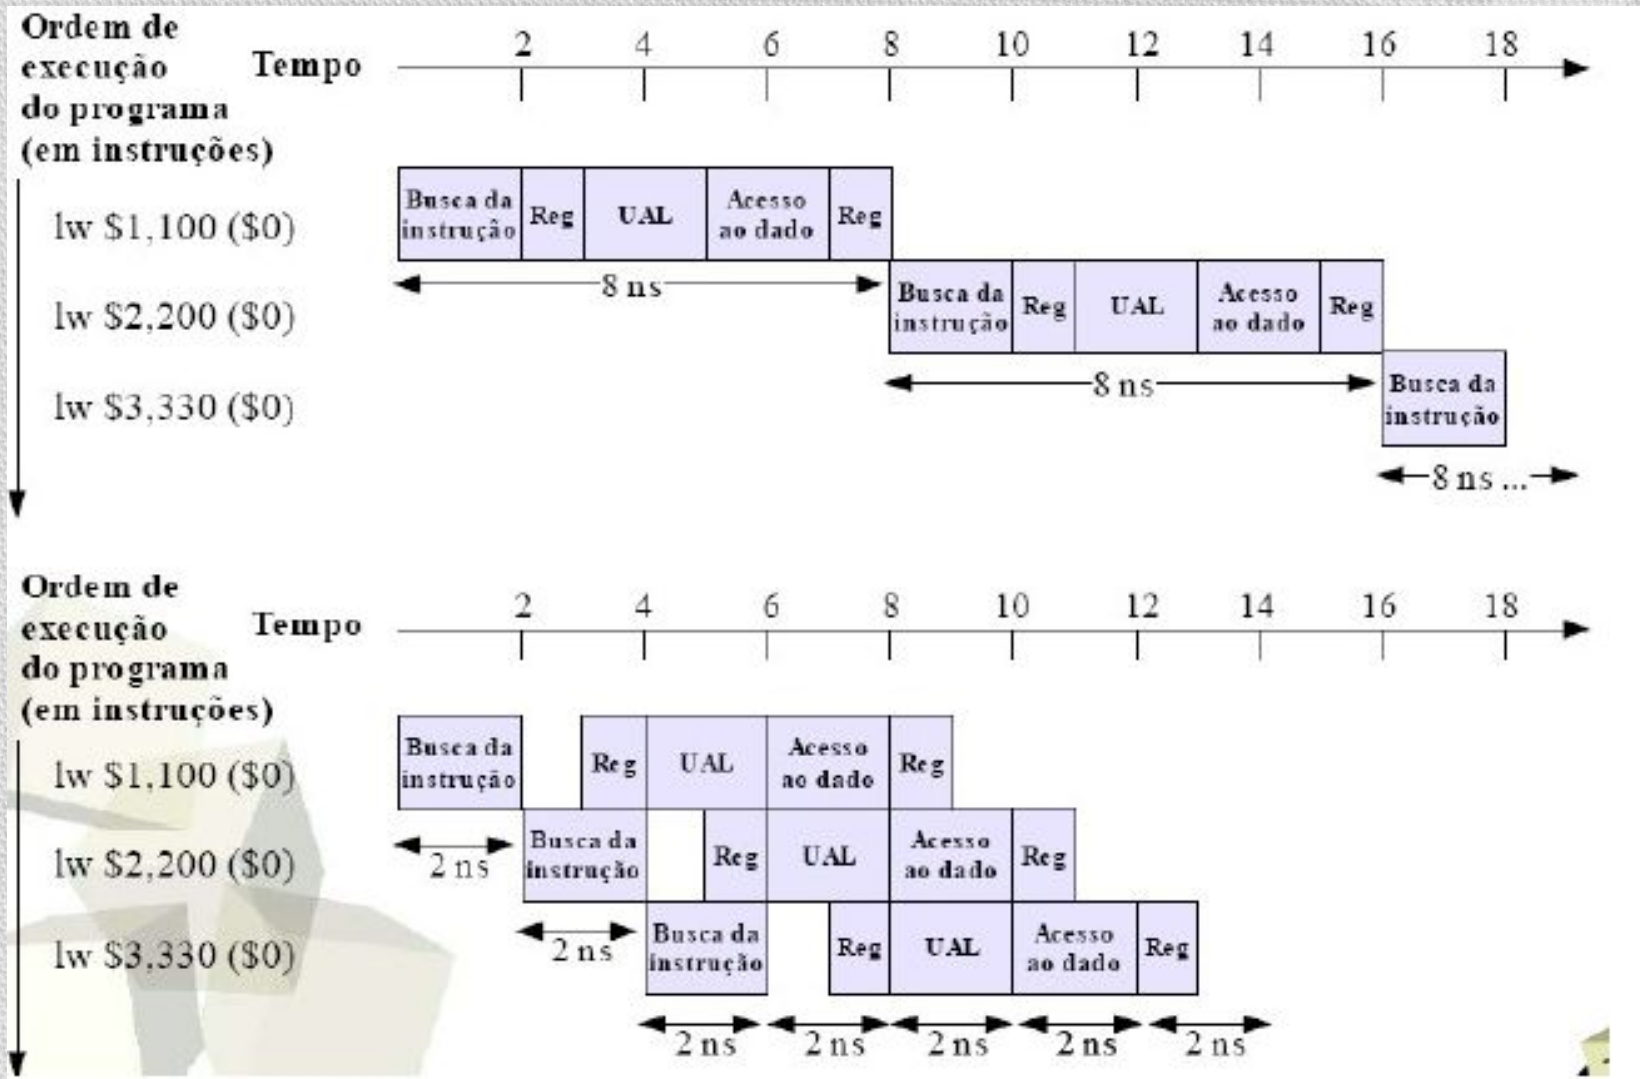 Ordem de
execução
do programa
(em instruções)
Tempo
2 4 6 8 10 12 14 16 18
lw $1,100 ($0)
Busca da
instrução
Reg
UAL
Acesso
ao dado
Reg
8 ns
lw $2,200 ($0)
Busca da
instrução
Reg
UAL
Acesso
ao dado
Reg
8 ns
lw $3,330 ($0)
Busca da
instrução
8 ns ...
Ordem de
execução
do programa
(em instruções)
Tempo
2 4 6 8 10 12 14 16 18
lw $1,100 ($0)
Busca da
instrução
Reg
UAL
Acesso
ao dado
Reg
2 ns
lw $2,200 ($0)
Busca da
instrução
Reg
UAL
Acesso
ao dado
Reg
2 ns
lw $3,330 ($0)
Busca da
instrução
Reg
UAL
Acesso
ao dado
Reg
2 ns 2 ns 2 ns 2 ns 2 ns